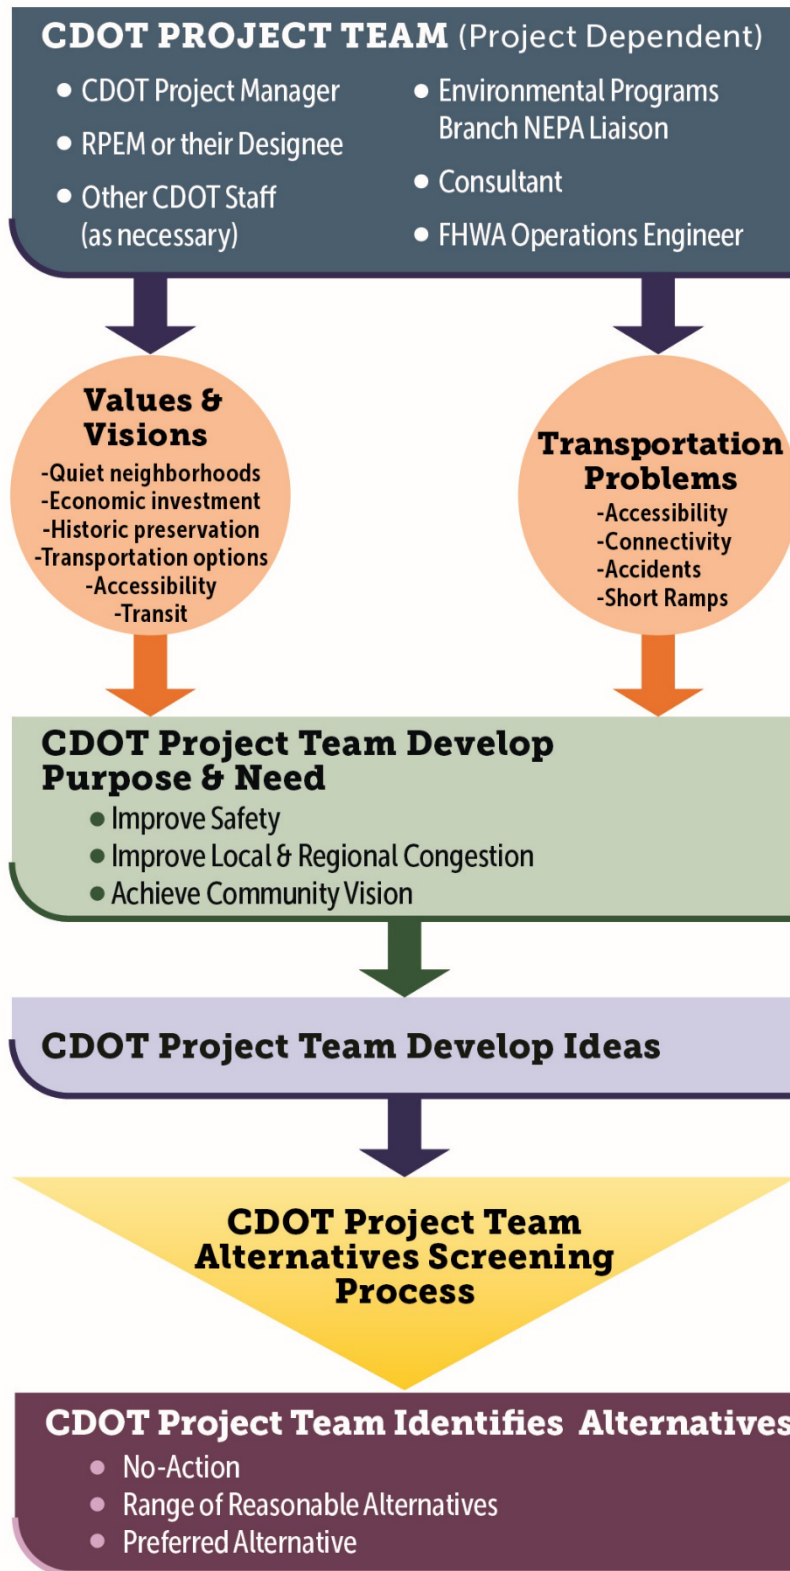 CDOT PROJECT TEAM (Project Dependent)
• CDOT Project Manager
• RPEM or their Designee
• Other CDOT Staff
(as necessary)
• Environmental Programs
Branch NEPA Liaison
• Consultant
• FHWA Operations Engineer
Values &
Visions
-Quiet neighborhoods
-Economic investment
-Historic preservation
-Transportation options
-Accessibility
-Transit
Transportation
Problems
-Accessibility
-Connectivity
-Accidents
-Short Ramps
CDOT Project Team Develop
Purpose & Need
• Improve Safety
• Improve Local & Regional Congestion
• Achieve Community Vision
CDOT Project Team Develop Ideas
CDOT Project Team
Alternatives Screening
Process
CDOT Project Team Identifies Alternatives
• No-Action
• Range of Reasonable Alternatives
• Preferred Alternative